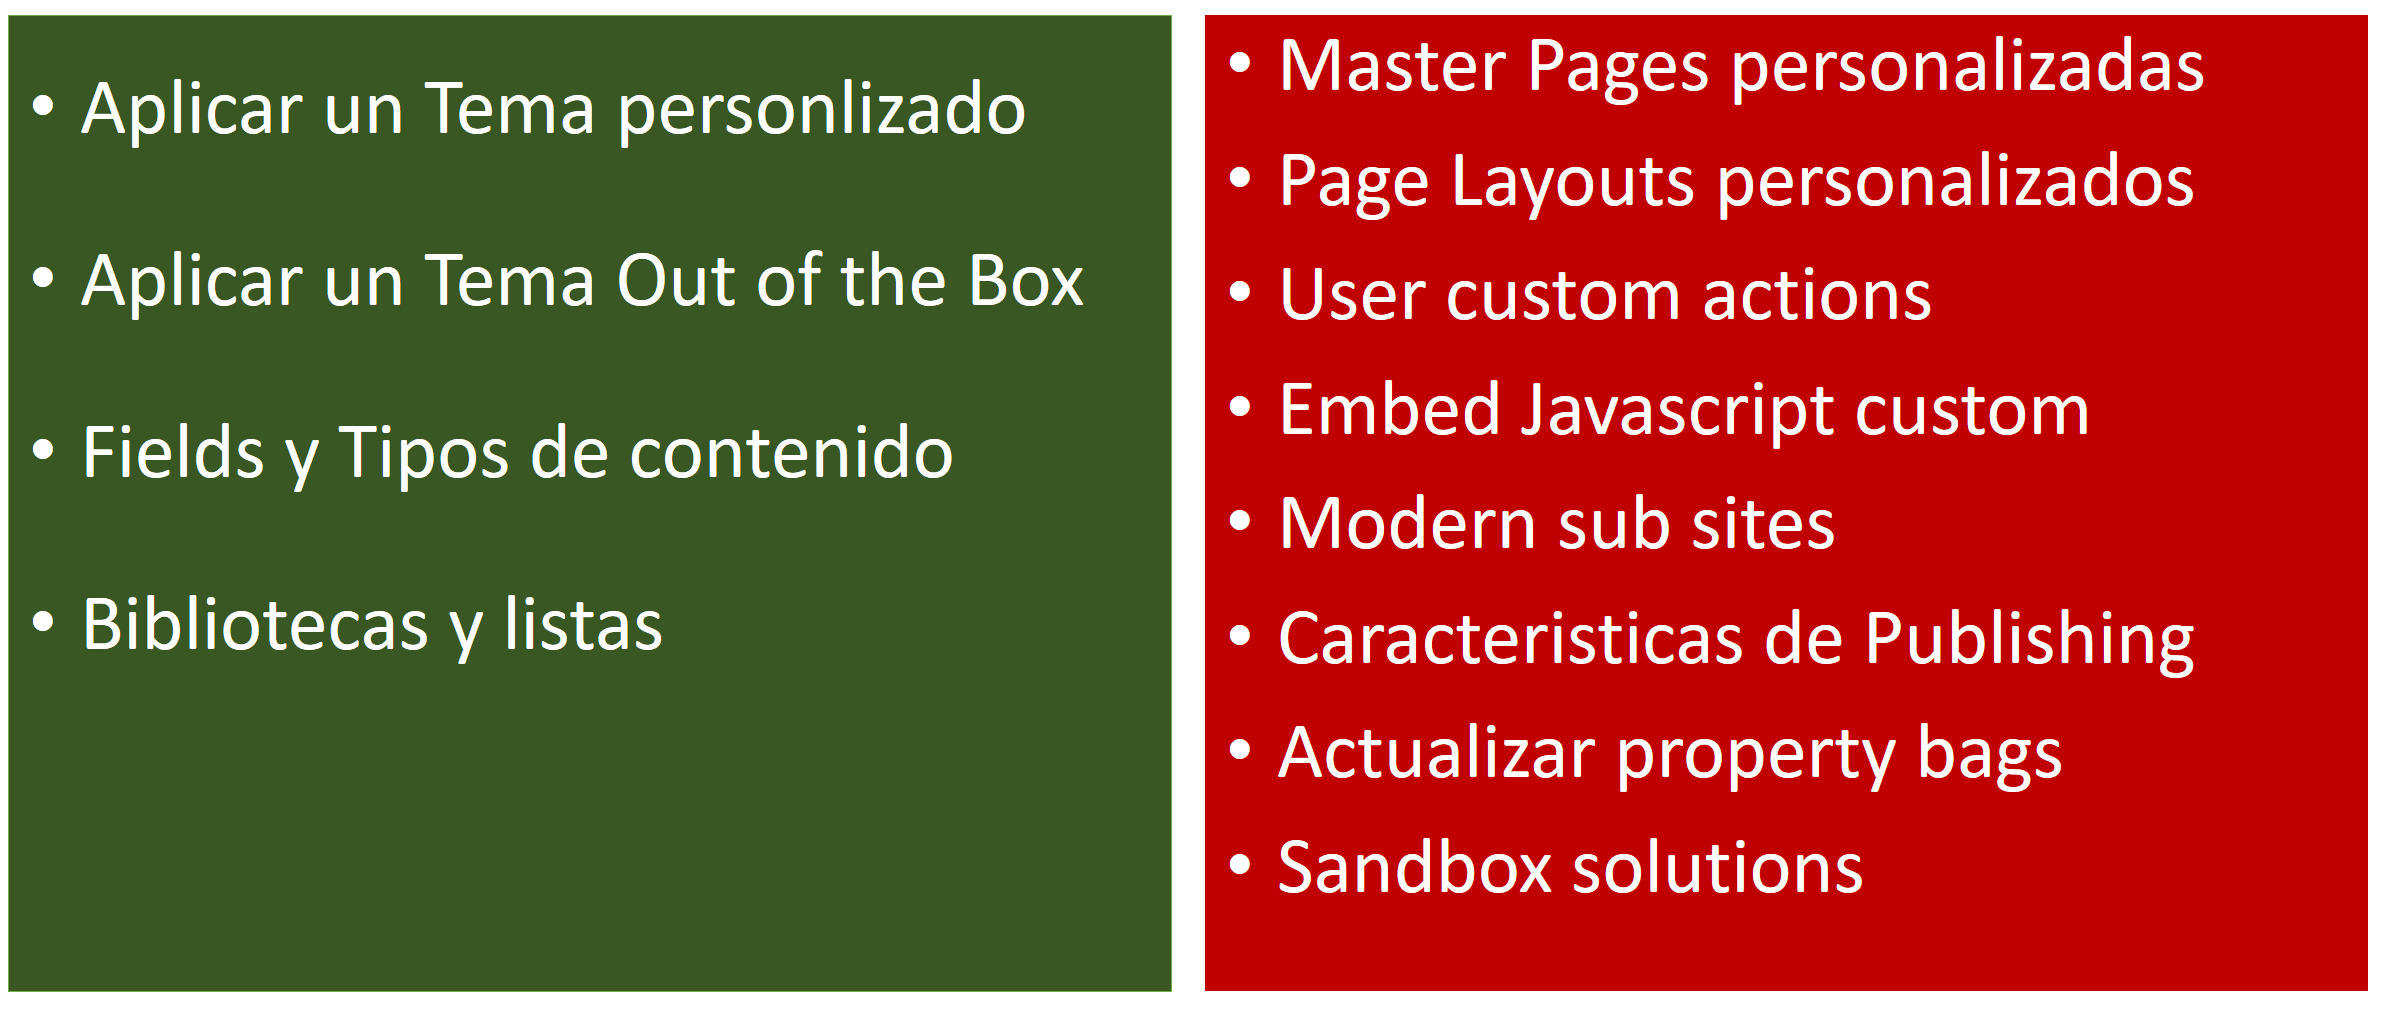 • Aplicar un Tema personlizado
• Aplicar un Tema Out of the Box
• Fields y Tipos de contenido
• Bibliotecas y listas
• Master Pages personalizadas
• Page Layouts personalizados
• User custom actions
• Embed Javascript custom
• Modern sub sites
• Caracteristicas de Publishing
• Actualizar property bags
• Sandbox solutions